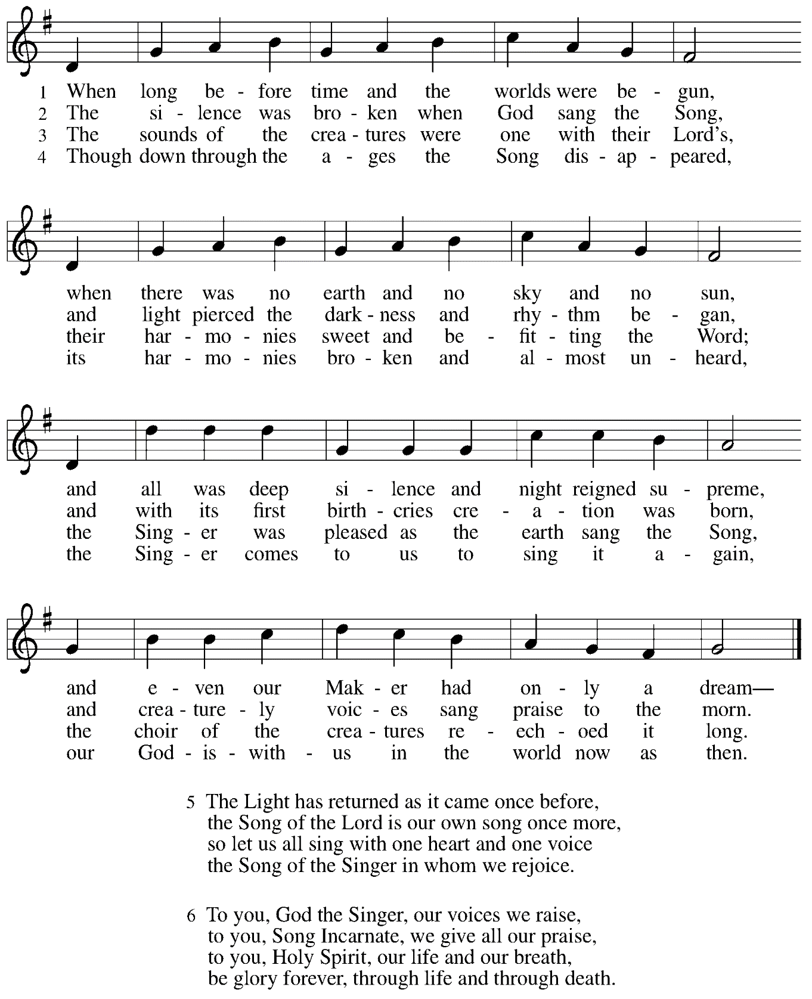 1 When long be - fore time and the worlds were be - gun,
2 The si - lence was bro - ken when God sang the Song,
3 The sounds of the crea - tures were one with their Lord's,
4 Though down through the a - ges the Song dis - ap - peared,
when there was no earth and no sky and no sun,
and light pierced the dark - ness and rhy - thm be - gan,
their har - mo - nies sweet and be - fit - ting the Word;
its har - mo - nies bro - ken and al - most un - heard,
and all was deep si - lence and night reigned su - preme,
and with its first birth - cries cre - a - tion was born,
the Sing - er was pleased as the earth sang the Song,
the Sing - er comes to us to sing it a - gain,
and e - ven our Mak - er had on - ly a dream—
and crea - ture - ly voic - es sang praise to the morn.
the choir of the crea - tures re - ech - oed it long.
our God - is - with - us in the world now as then.
5 The Light has returned as it came once before,
the Song of the Lord is our own song once more,
so let us all sing with one heart and one voice
the Song of the Singer in whom we rejoice.
6 To you, God the Singer, our voices we raise,
to you, Song Incarnate, we give all our praise,
to you, Holy Spirit, our life and our breath,
be glory forever, through life and through death.